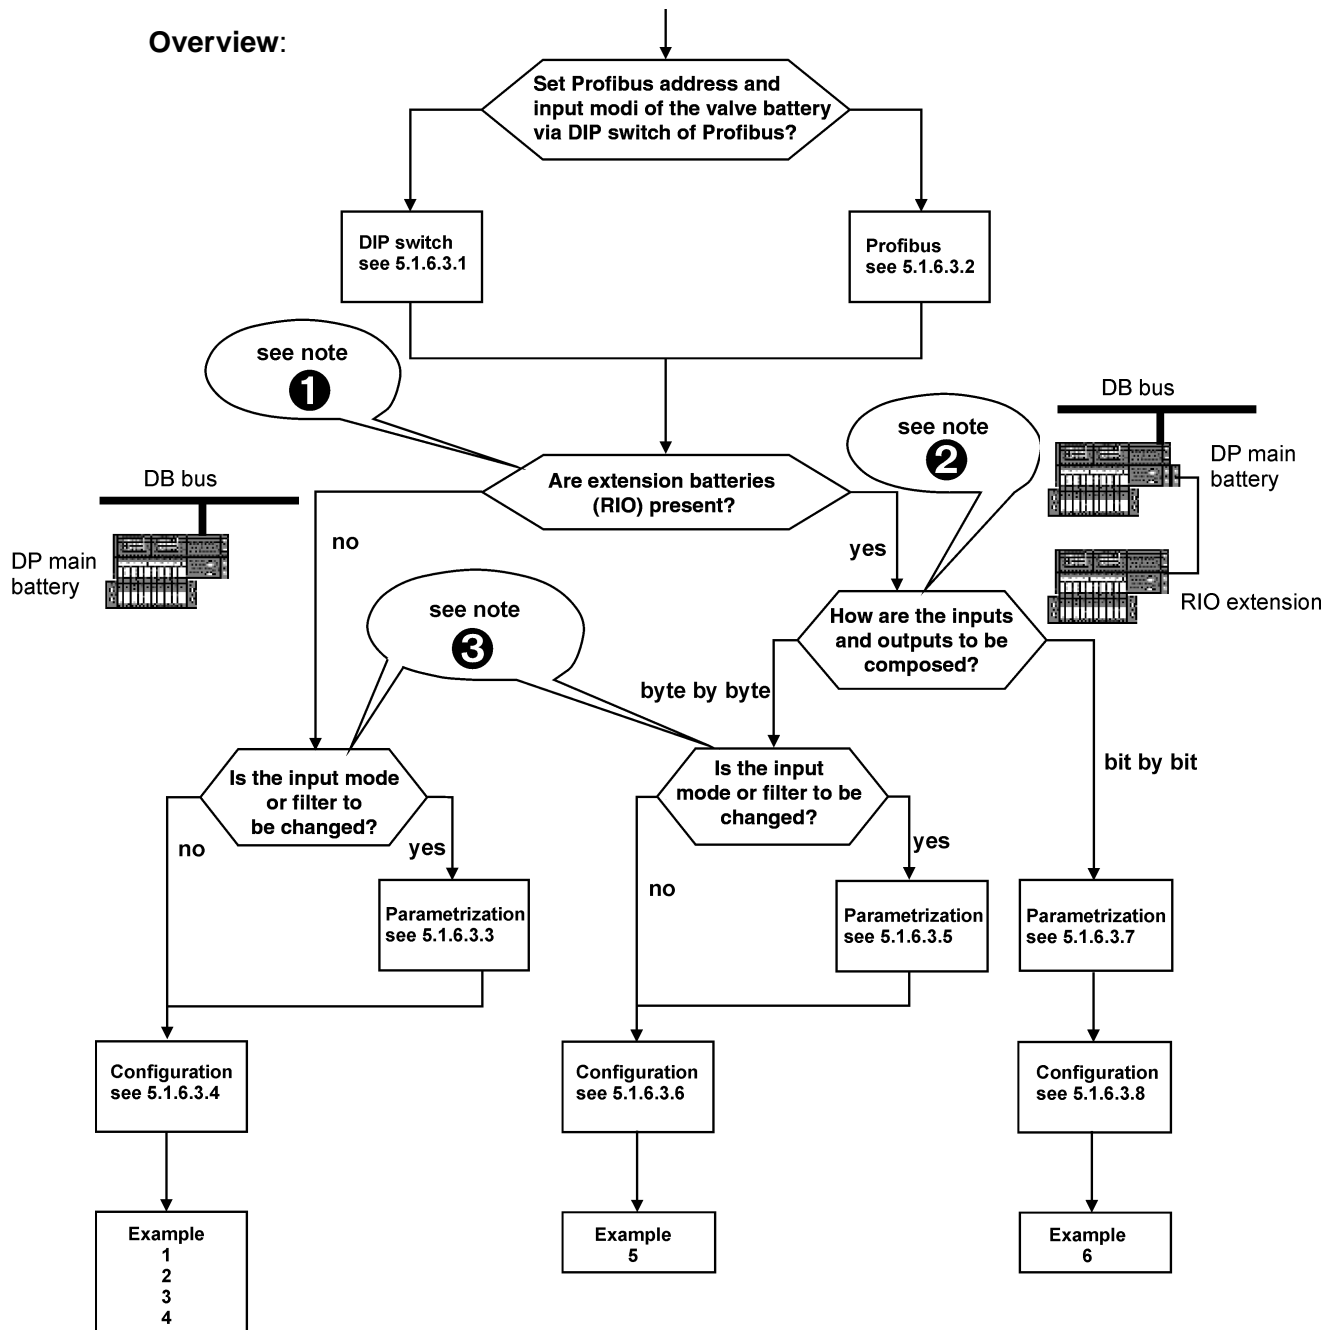 Overview:
Set Profibus address and
input modi of the valve battery
via DIP switch of Profibus?
DIP switch
see 5.1.6.3.1
Profibus
see 5.1.6.3.2
see note
1
see note
2
DB bus
DP main
battery
RIO extension
Are extension batteries
(RIO) present?
DB bus
DP main
battery
no
yes
see note
3
How are the inputs
and outputs to be
composed?
byte by byte
bit by bit
Is the input mode
or filter to
be changed?
no
yes
Is the input
mode or filter to be
changed?
no
yes
Parametrization
see 5.1.6.3.3
Parametrization
see 5.1.6.3.5
Parametrization
see 5.1.6.3.7
Configuration
see 5.1.6.3.4
Configuration
see 5.1.6.3.6
Configuration
see 5.1.6.3.8
Example
1
2
3
4
Example
5
Example
6